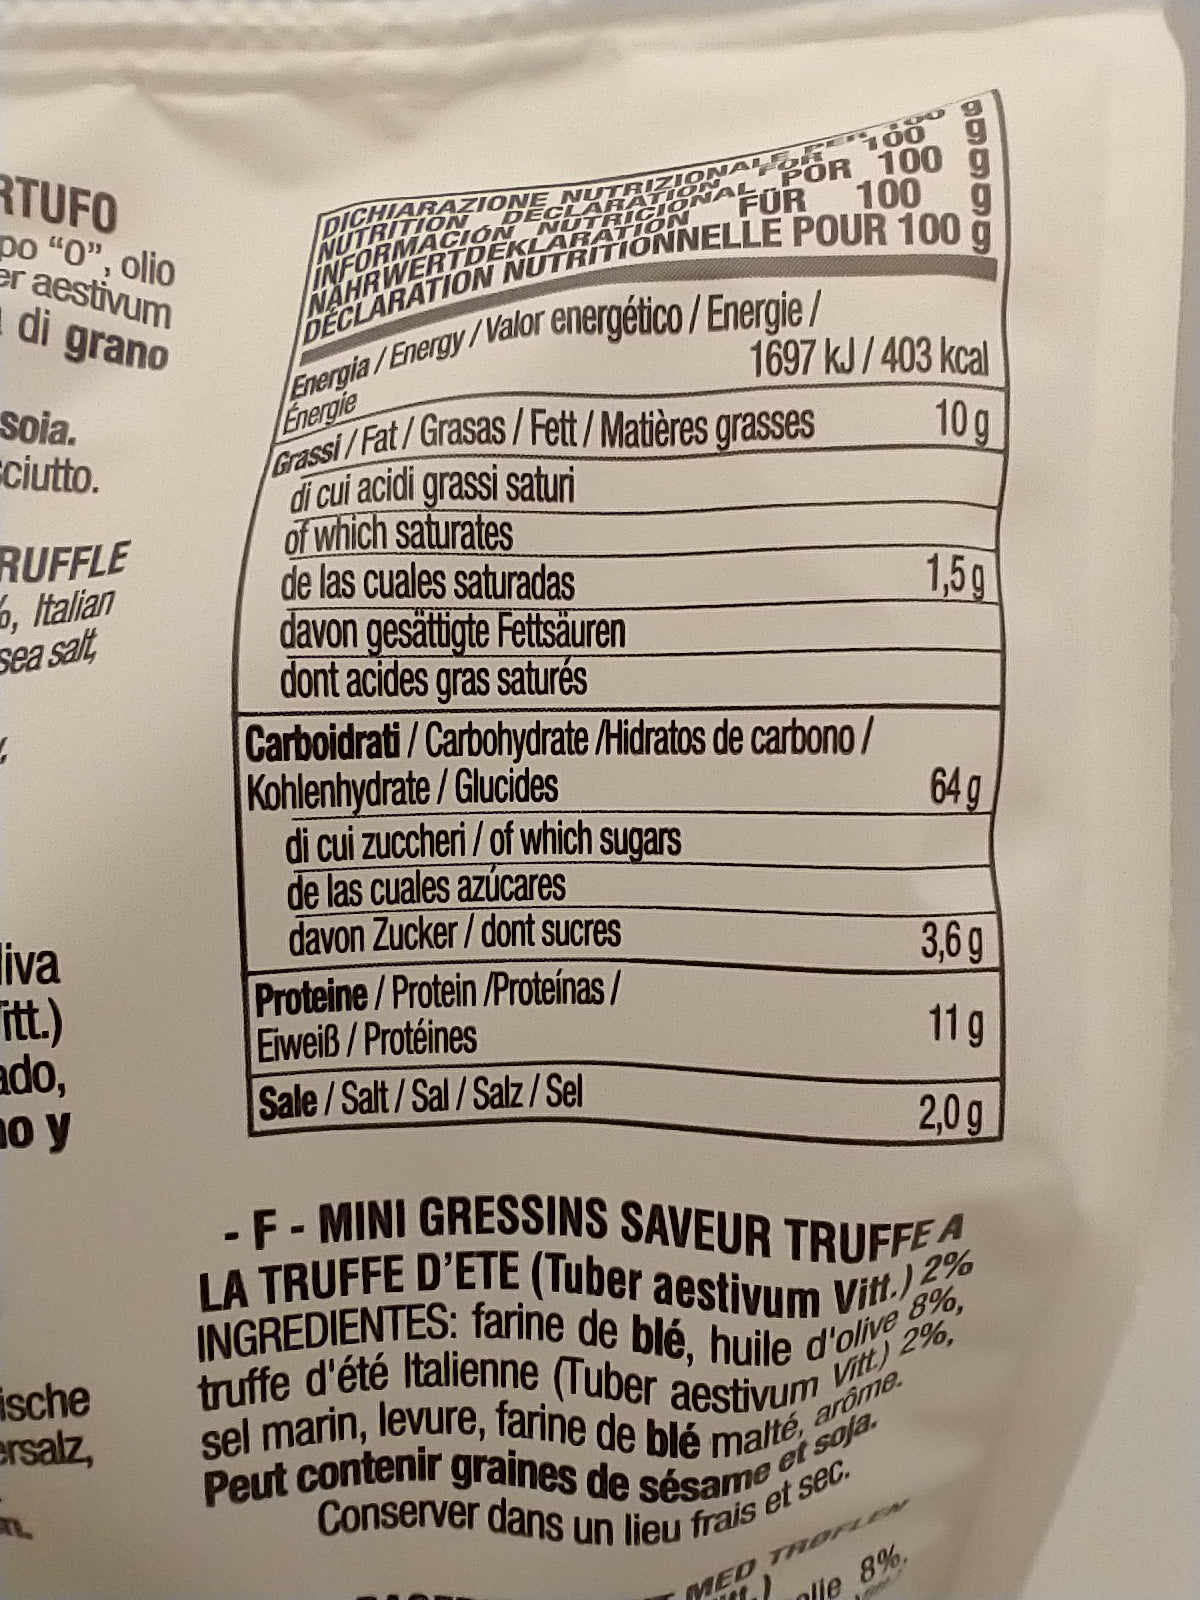 RTUFO
po "0", olio
er aestivum
di grano
soia.
sciutto.
RUFFLE
%, Italian
sea salt,
liva
Vitt.)
ado,
no y
ische
ersalz,
DICHIARAZIONE NUTRIZIONALE PER 100 g
NUTRITION DECLARATION FOR 100 g
INFORMACIÓN NUTRICIONAL POR 100 g
NÄHRWERTDEKLARATION FÜR 100 g
DÉCLARATION NUTRITIONNELLE POUR 100 g
Energia / Energy / Valor energético / Energie /
Énergie 1697 kJ / 403 kcal
Grassi / Fat / Grasas / Fett / Matières grasses 10 g
di cui acidi grassi saturi
of which saturates
de las cuales saturadas 1,5 g
davon gesättigte Fettsäuren
dont acides gras saturés
Carboidrati / Carbohydrate /Hidratos de carbono /
Kohlenhydrate / Glucides 64 g
di cui zuccheri / of which sugars
de las cuales azúcares
davon Zucker / dont sucres 3,6 g
Proteine / Protein /Proteínas /
Eiweiß / Protéines 11 g
Sale / Salt / Sal / Salz / Sel 2,0 g
- F - MINI GRESSINS SAVEUR TRUFFE A
LA TRUFFE D'ETE (Tuber aestivum Vitt.) 2%
INGREDIENTES: farine de blé, huile d'olive 8%,
truffe d'été Italienne (Tuber aestivum Vitt.) 2%,
sel marin, levure, farine de blé malté, arôme.
Peut contenir graines de sésame et soja.
Conserver dans un lieu frais et sec.
MED TRØFLEN
olie 8%,